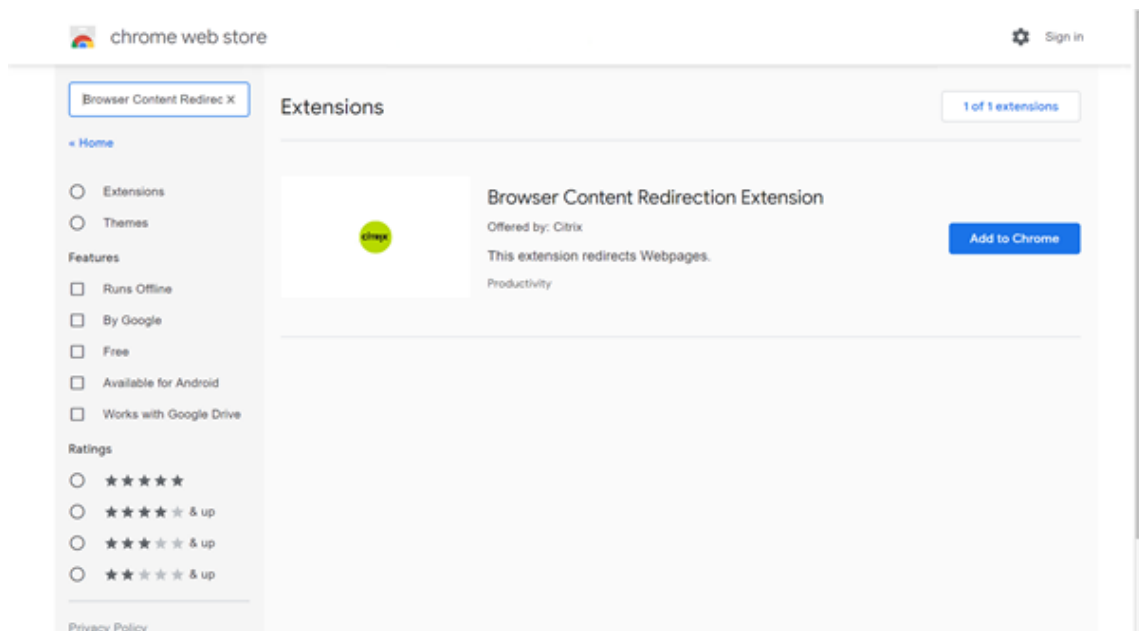 chrome web store
Sign in
Browser Content Redirec X
« Home
Extensions
Themes
Features
Runs Offline
By Google
Free
Available for Android
Works with Google Drive
Ratings
& up
& up
& up
Privacy Policy
Extensions
1 of 1 extensions
citrix
Browser Content Redirection Extension
Offered by: Citrix
This extension redirects Webpages.
Productivity
Add to Chrome